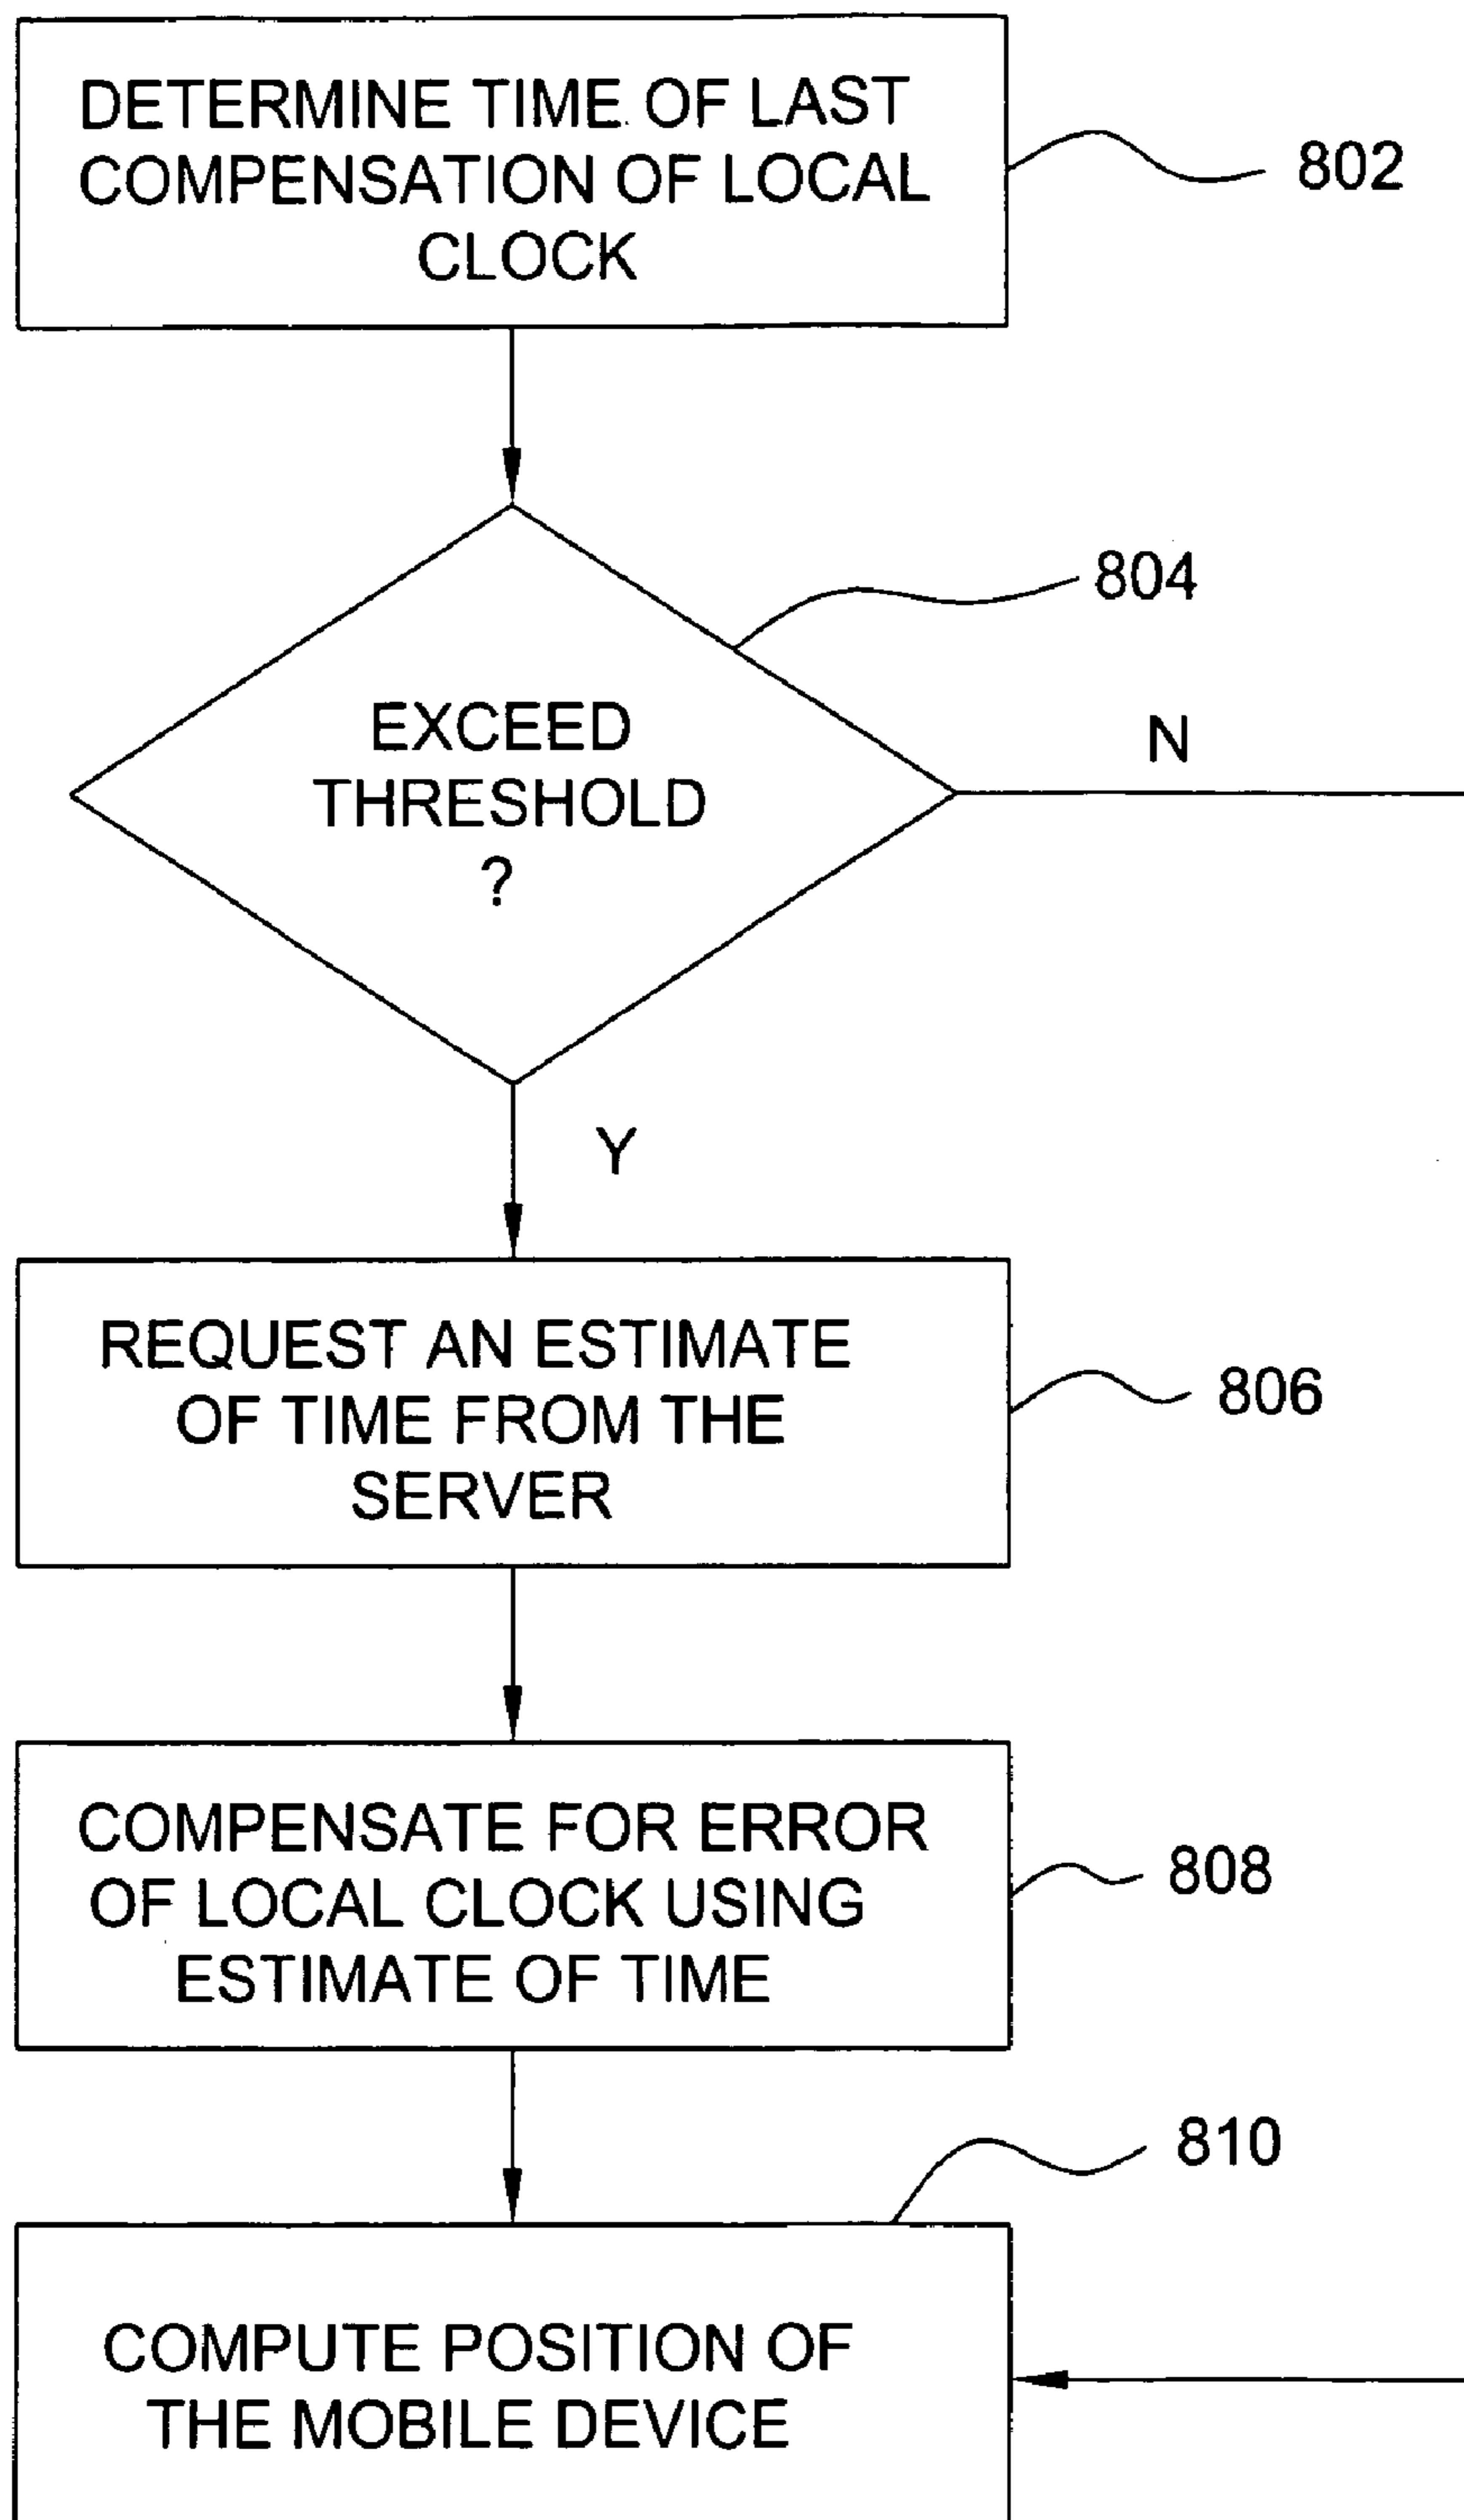 DETERMINE TIME OF LAST
COMPENSATION OF LOCAL
CLOCK
802
804
EXCEED
THRESHOLD
?
N
Y
REQUEST AN ESTIMATE
OF TIME FROM THE
SERVER
806
COMPENSATE FOR ERROR
OF LOCAL CLOCK USING
ESTIMATE OF TIME
808
810
COMPUTE POSITION OF
THE MOBILE DEVICE